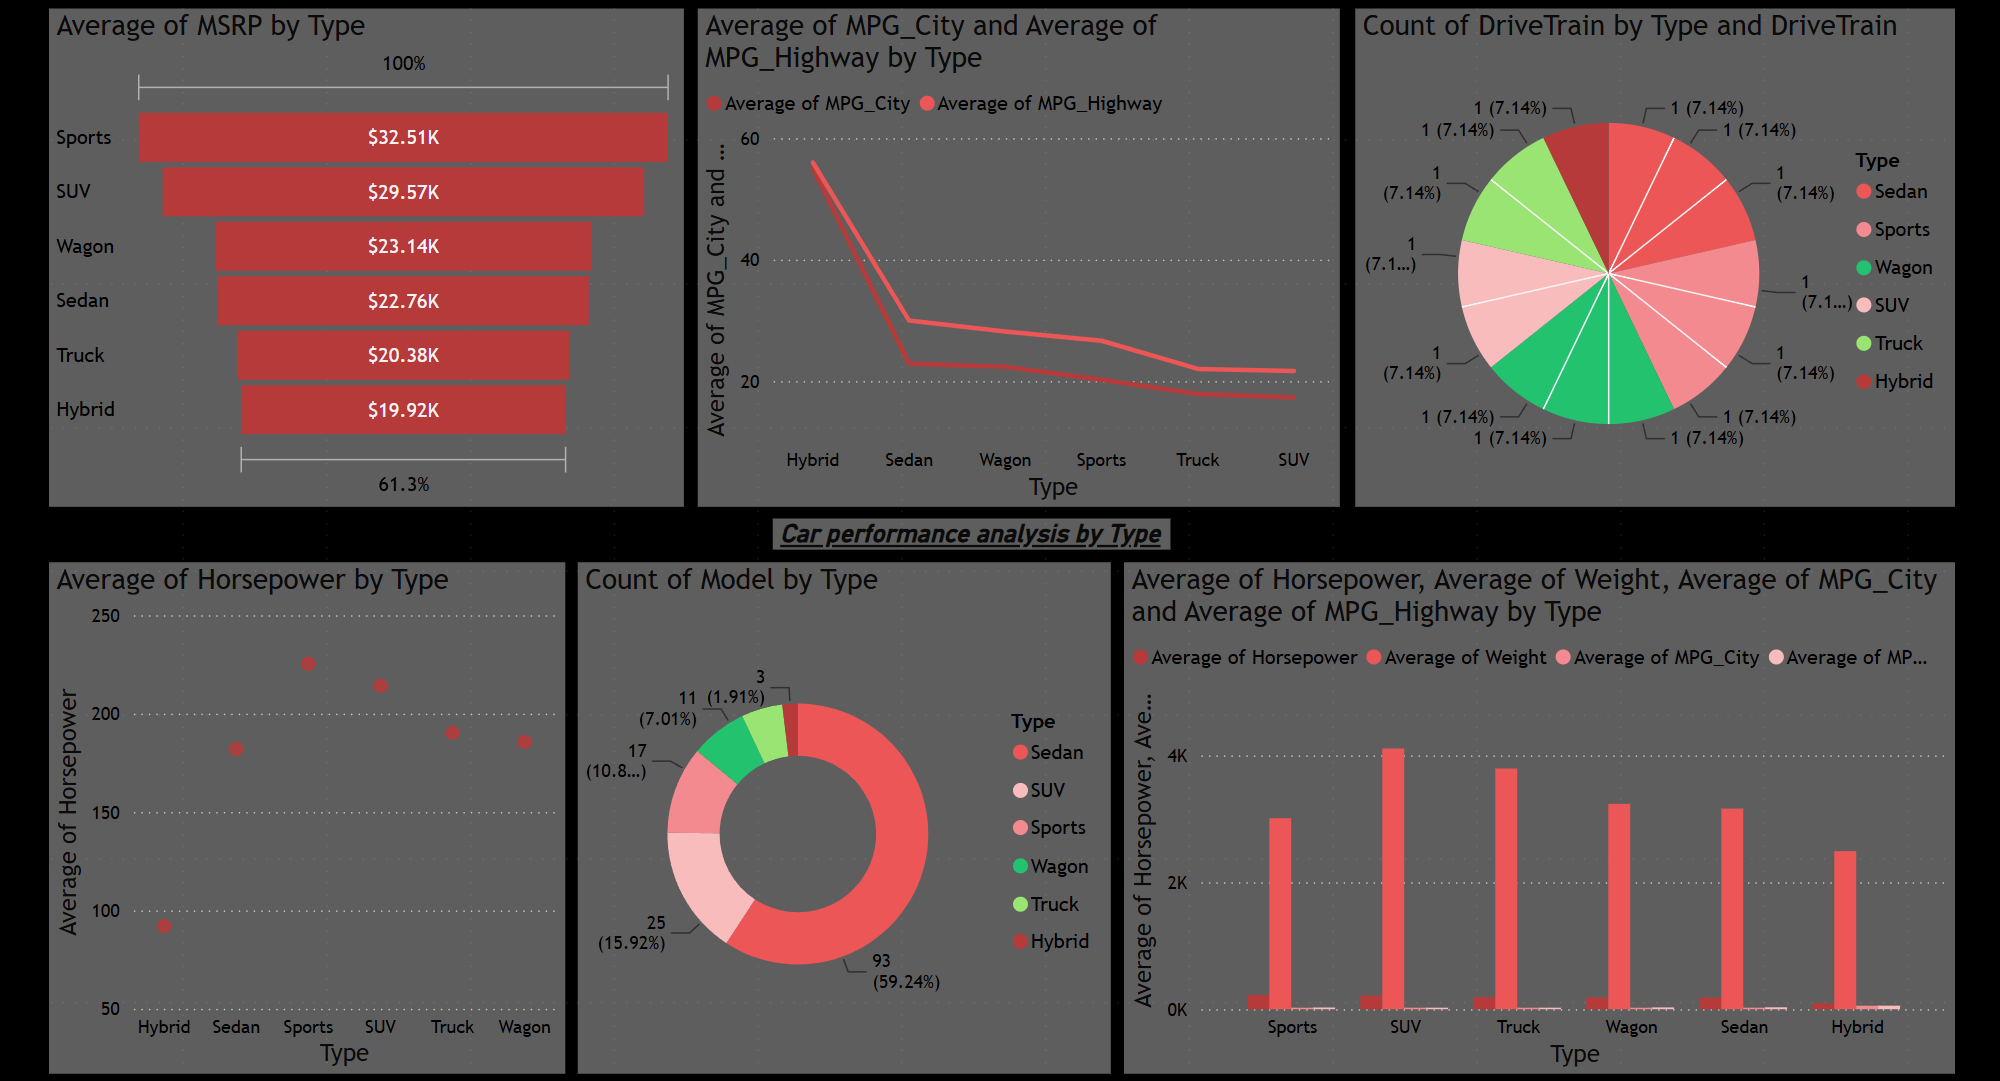 Average of MSRP by Type
100%
Sports
$32.51K
SUV
$29.57K
Wagon
$23.14K
Sedan
$22.76K
Truck
$20.38K
Hybrid
$19.92K
61.3%
Average of MPG_City and Average of
MPG_Highway by Type
Average of MPG_City Average of MPG_Highway
Average of MPG_City and ...
60
40
20
Hybrid Sedan Wagon Sports Truck SUV
Type
Count of DriveTrain by Type and DriveTrain
1 (7.14%)
1 (7.14%)
1
(7.14%)
1
(7.1...)
1
(7.14%)
1 (7.14%)
1 (7.14%)
1 (7.14%)
1 (7.14%)
1
(7.14%)
1
(7.1...)
1
(7.14%)
1 (7.14%)
1 (7.14%)
Type
Sedan
Sports
Wagon
SUV
Truck
Hybrid
Car performance analysis by Type
Average of Horsepower by Type
Average of Horsepower
250
200
150
100
50
Hybrid Sedan Sports SUV Truck Wagon
Type
Count of Model by Type
3
(1.91%)
11
(7.01%)
17
(10.8...)
25
(15.92%)
93
(59.24%)
Type
Sedan
SUV
Sports
Wagon
Truck
Hybrid
Average of Horsepower, Average of Weight, Average of MPG_City
and Average of MPG_Highway by Type
Average of Horsepower Average of Weight Average of MPG_City Average of MP...
Average of Horsepower, Ave...
4K
2K
0K
Sports SUV Truck Wagon Sedan Hybrid
Type